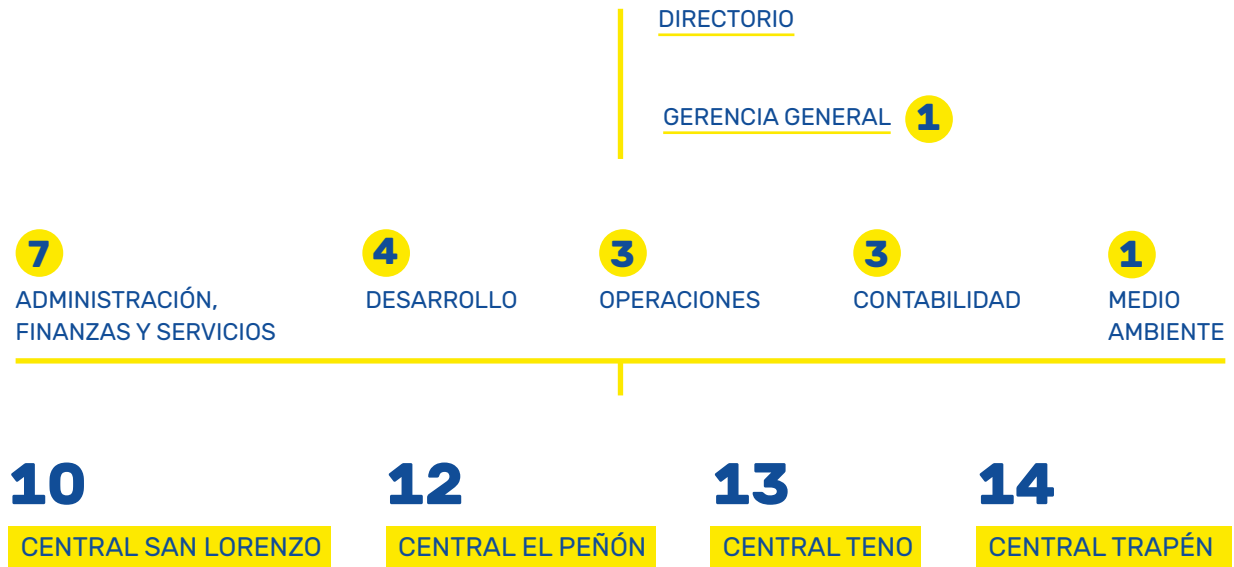 DIRECTORIO
GERENCIA GENERAL 1
7 4 3 3 1
ADMINISTRACIÓN, DESARROLLO OPERACIONES CONTABILIDAD MEDIO
FINANZAS Y SERVICIOS AMBIENTE
10 12 13 14
CENTRAL SAN LORENZO CENTRAL EL PEÑÓN CENTRAL TENO CENTRAL TRAPÉN